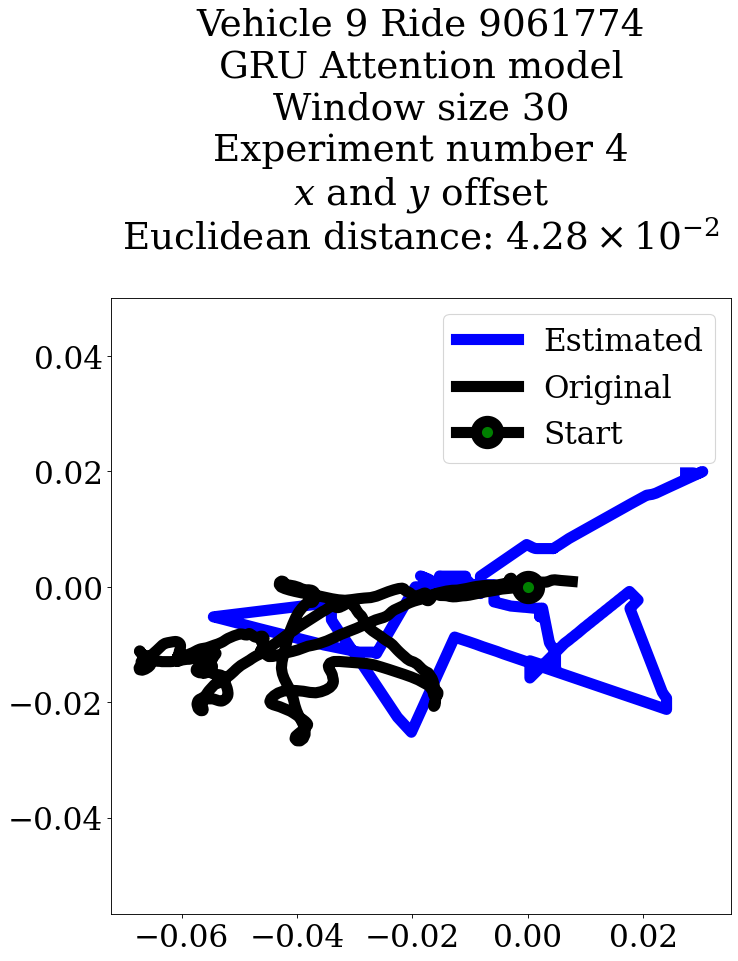 Vehicle 9 Ride 9061774
GRU Attention model
Window size 30
Experiment number 4
x and y offset
Euclidean distance: 4.28 × 10⁻²
Estimated
Original
Start
0.04
0.02
0.00
−0.02
−0.04
−0.06 −0.04 −0.02 0.00 0.02